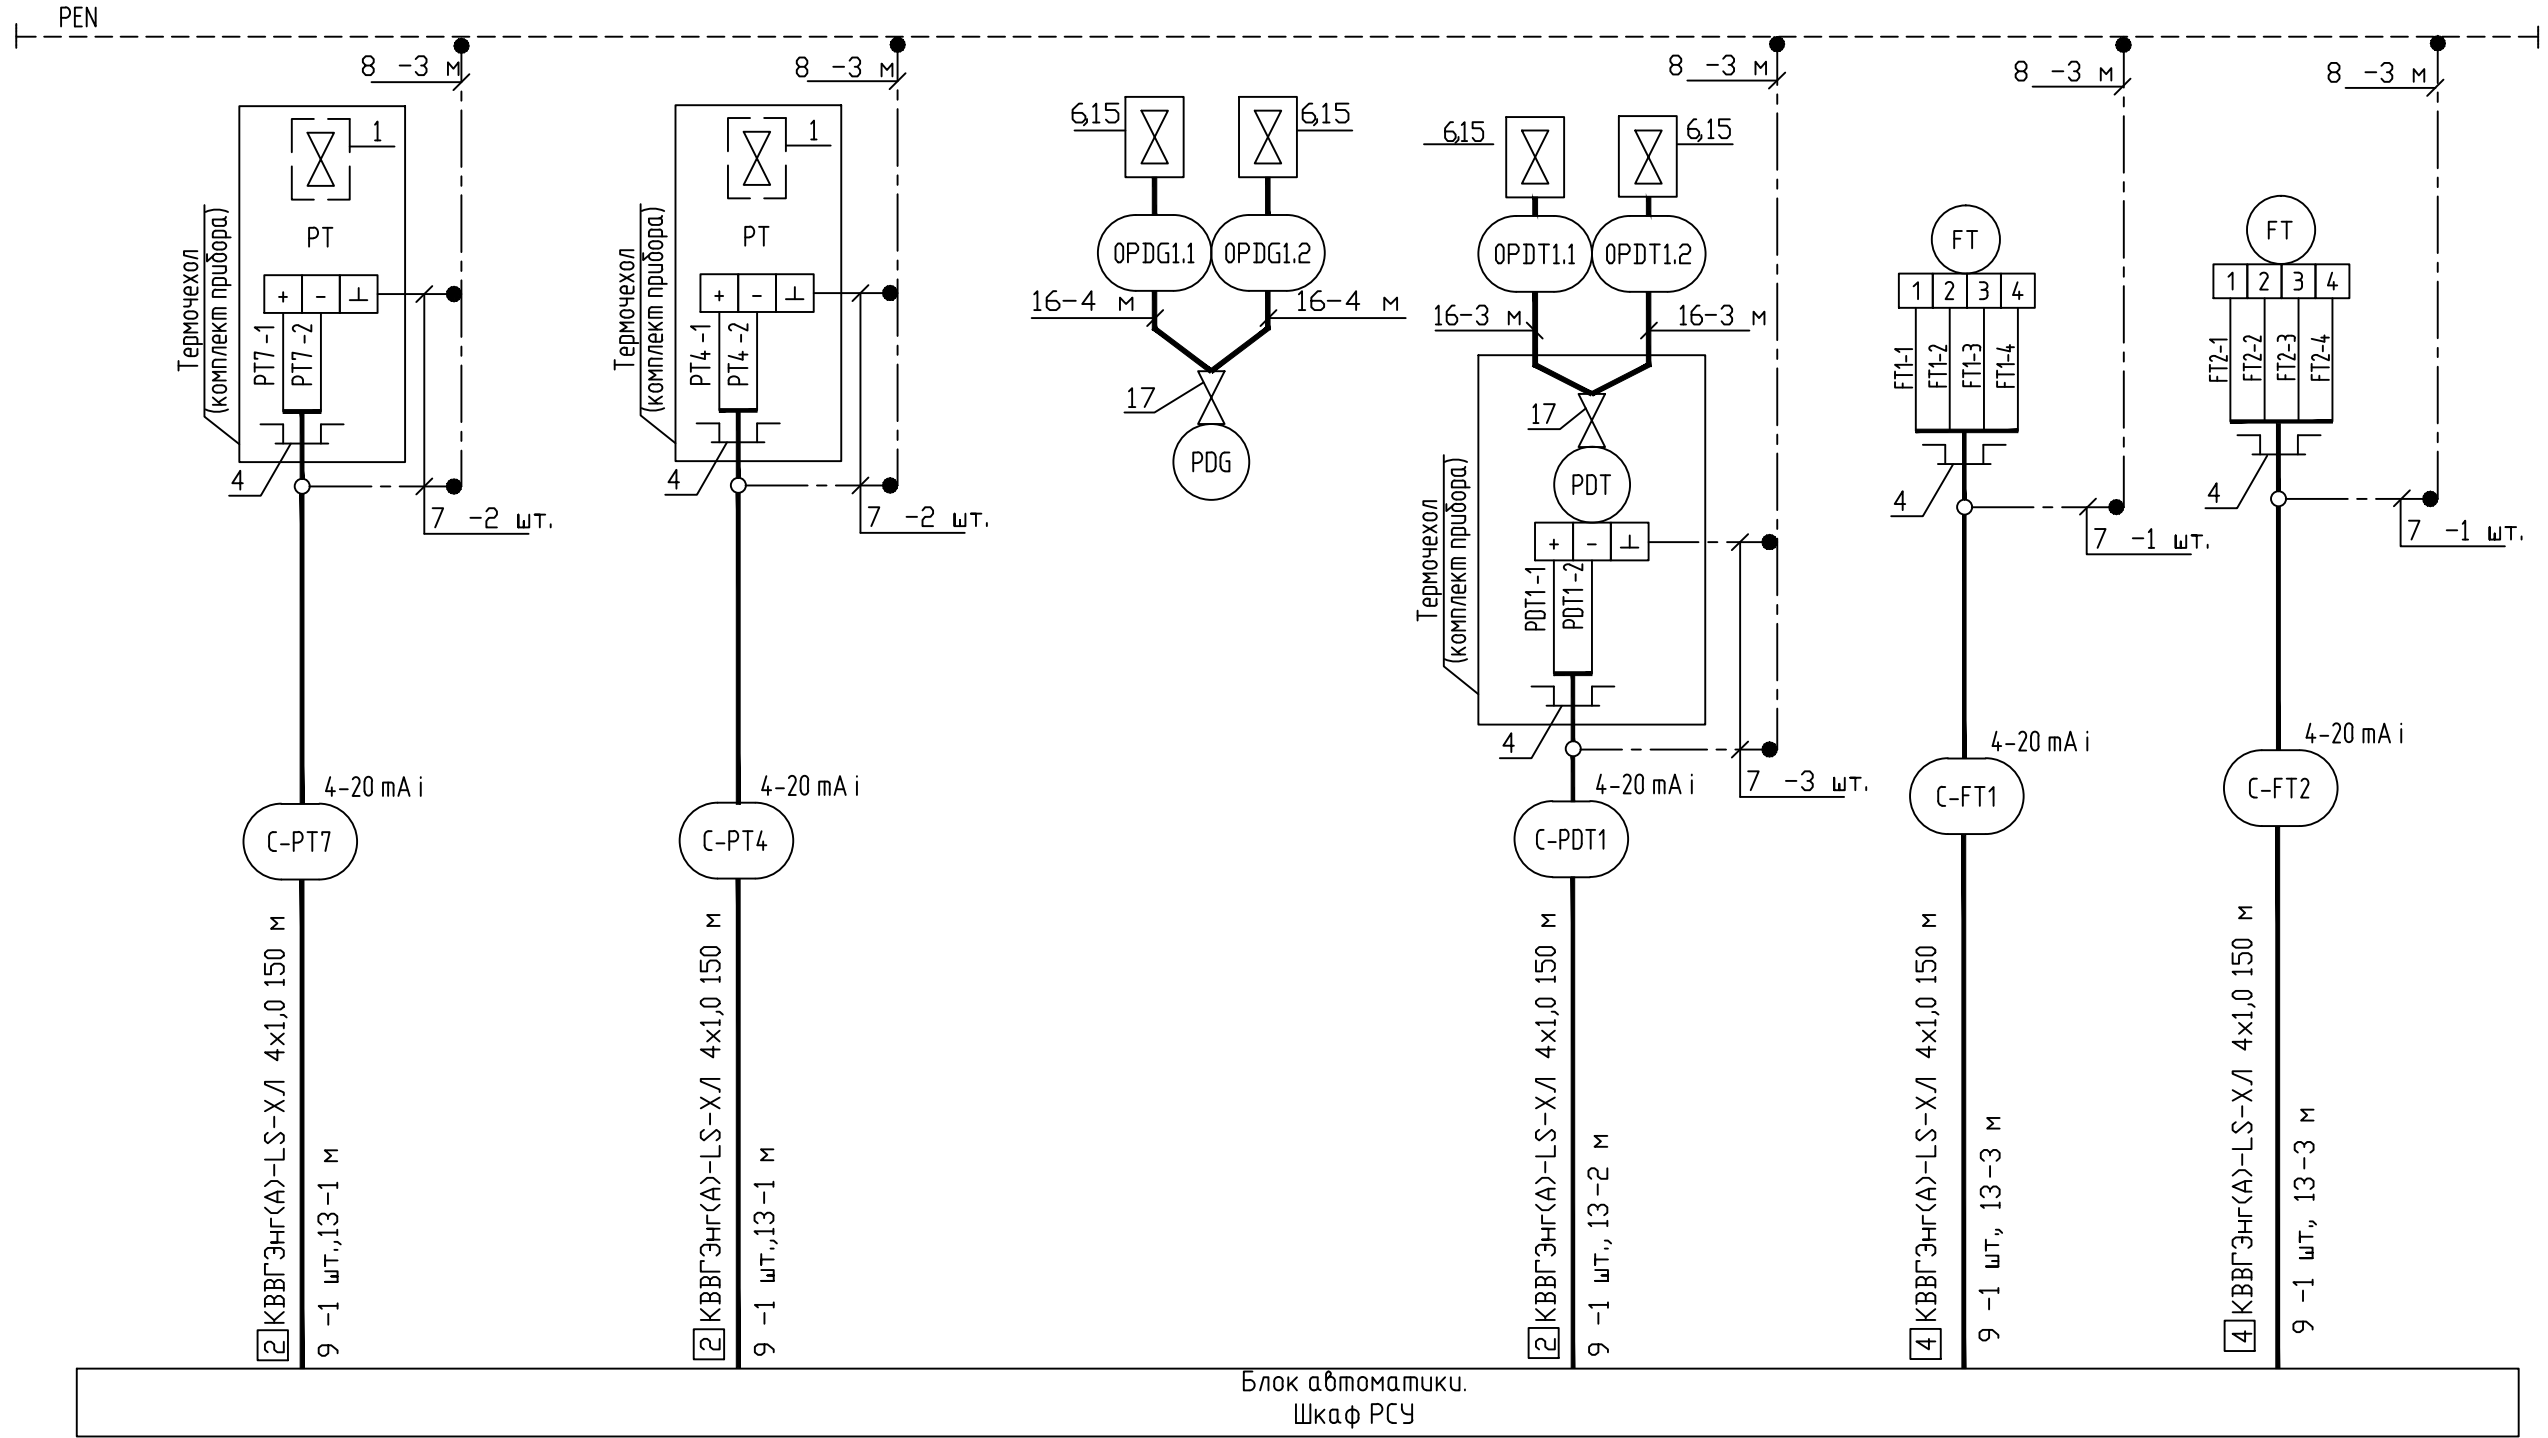 PEN
8 -3 м
8 -3 м
8 -3 м
8 -3 м
8 -3 м
1
Термочехол
(комплект прибора)
PT
+ - ⊥
PT7-1
PT7-2
4
7 -2 шт.
4-20 mA i
C-PT7
2 КВВГЭнг(А)-LS-ХЛ 4х1,0 150 м
9 -1 шт.,13-1 м
1
Термочехол
(комплект прибора)
PT
+ - ⊥
PT4-1
PT4-2
4
7 -2 шт.
4-20 mA i
C-PT4
2 КВВГЭнг(А)-LS-ХЛ 4х1,0 150 м
9 -1 шт.,13-1 м
6,15
6,15
0PDG1.1
0PDG1.2
16-4 м
16-4 м
17
PDG
6,15
6,15
0PDT1.1
0PDT1.2
16-3 м
16-3 м
17
Термочехол
(комплект прибора)
PDT
+ - ⊥
PDT1-1
PDT1-2
4
7 -3 шт.
4-20 mA i
C-PDT1
2 КВВГЭнг(А)-LS-ХЛ 4х1,0 150 м
9 -1 шт., 13-2 м
FT
1 2 3 4
FT1-1
FT1-2
FT1-3
FT1-4
4
7 -1 шт.
4-20 mA i
C-FT1
4 КВВГЭнг(А)-LS-ХЛ 4х1,0 150 м
9 -1 шт., 13-3 м
FT
1 2 3 4
FT2-1
FT2-2
FT2-3
FT2-4
4
7 -1 шт.
4-20 mA i
C-FT2
4 КВВГЭнг(А)-LS-ХЛ 4х1,0 150 м
9 -1 шт., 13-3 м
Блок автоматики.
Шкаф РСУ